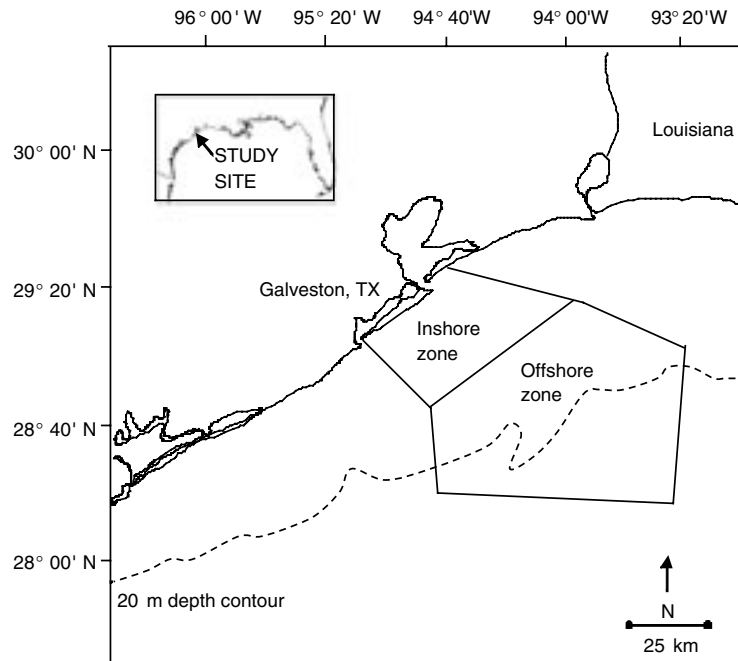 96° 00' W 95° 20' W 94° 40' W 94° 00'W 93° 20' W
Louisiana
30° 00' N
STUDY
SITE
29° 20' N
Galveston, TX
Inshore
zone
Offshore
zone
28° 40' N
28° 00' N
20 m depth contour
N
25 km